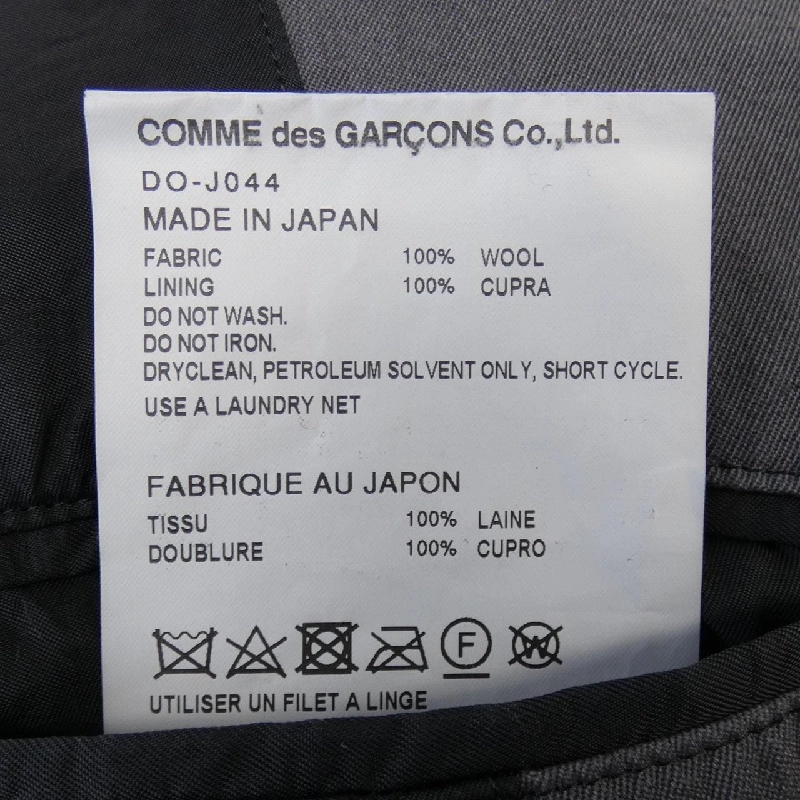 COMME des GARÇONS Co.,Ltd.
DO-J044
MADE IN JAPAN
FABRIC 100% WOOL
LINING 100% CUPRA
DO NOT WASH.
DO NOT IRON.
DRYCLEAN, PETROLEUM SOLVENT ONLY, SHORT CYCLE.
USE A LAUNDRY NET
FABRIQUE AU JAPON
TISSU 100% LAINE
DOUBLURE 100% CUPRO
F W
UTILISER UN FILET A LINGE